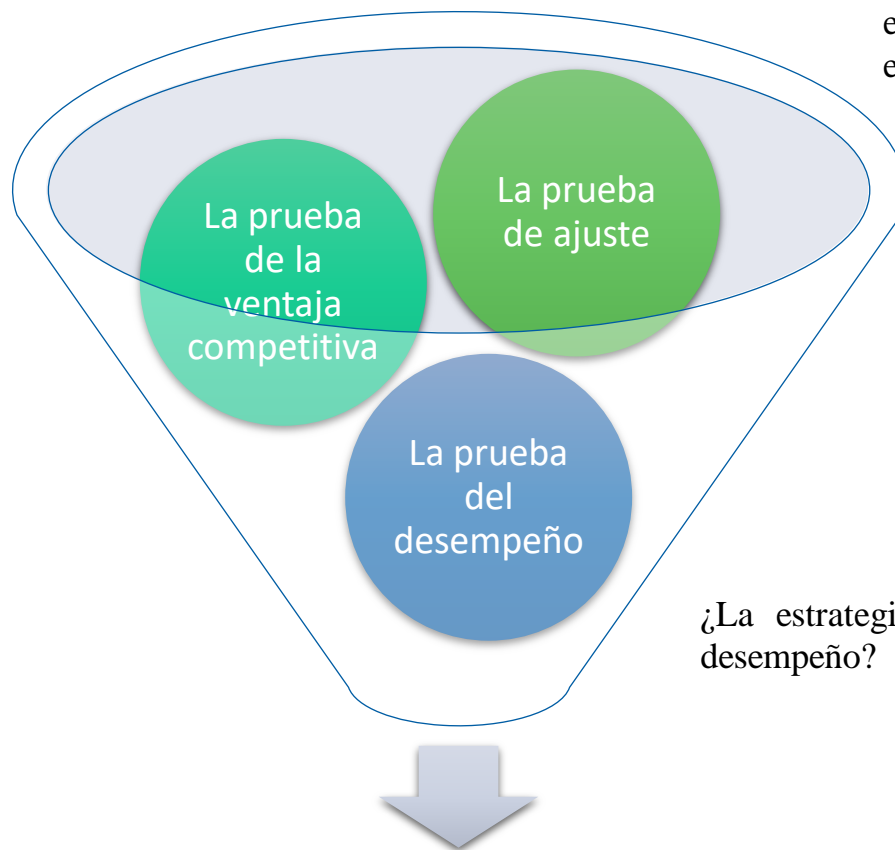 e
e
La prueba
de ajuste
La prueba
de la
ventaja
competitiva
La prueba
del
desempeño
¿La estrategi
desempeño?